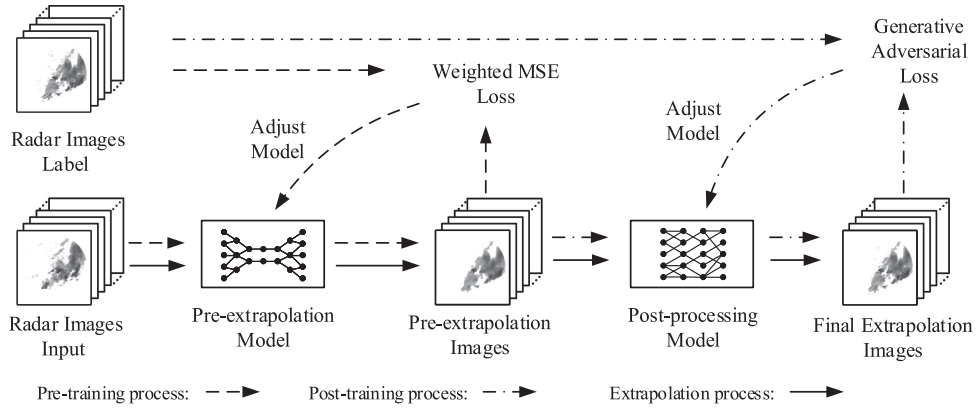 Radar Images
Label
Weighted MSE
Loss
Generative
Adversarial
Loss
Adjust
Model
Adjust
Model
Radar Images
Input
Pre-extrapolation
Model
Pre-extrapolation
Images
Post-processing
Model
Final Extrapolation
Images
Pre-training process:
Post-training process:
Extrapolation process: